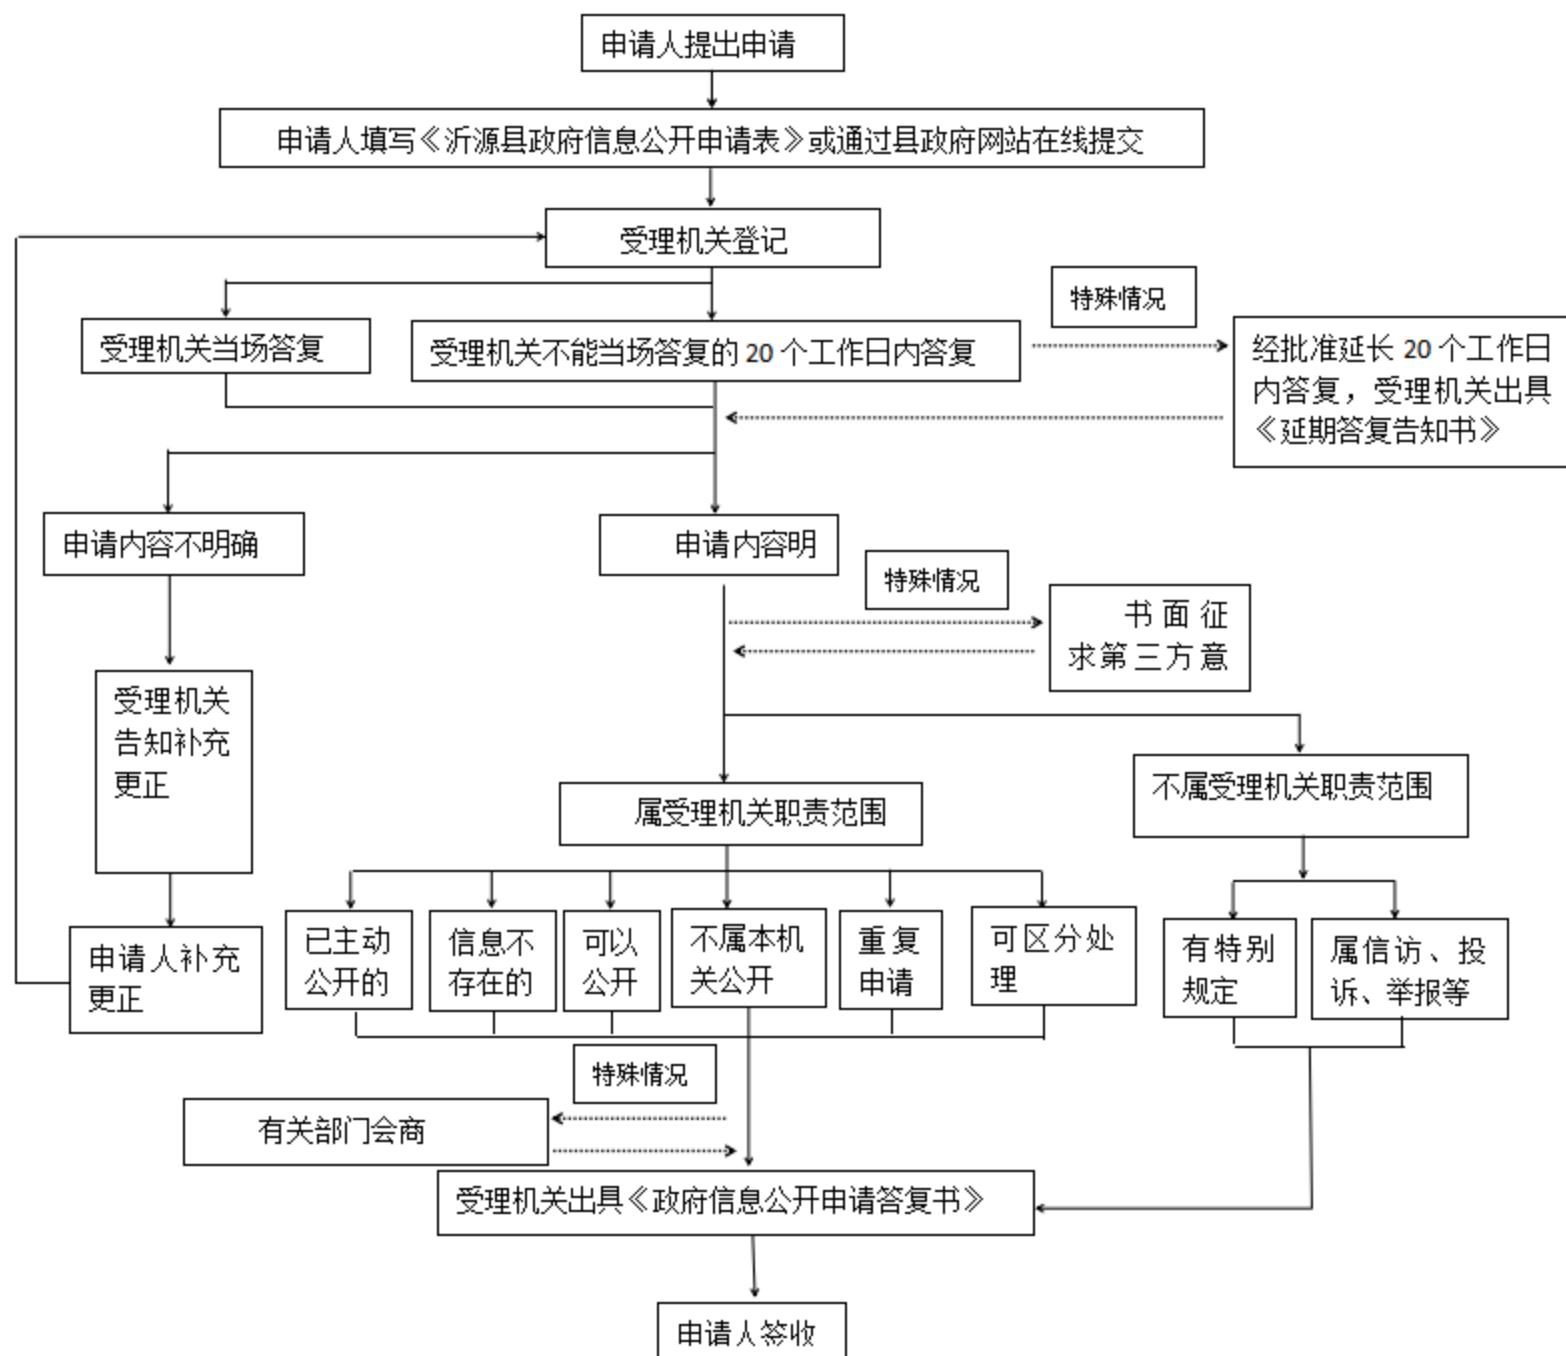 申请人提出申请
申请人填写《沂源县政府信息公开申请表》或通过县政府网站在线提交
受理机关登记
特殊情况
受理机关当场答复
受理机关不能当场答复的 20 个工作日内答复
经批准延长 20 个工作日
内答复，受理机关出具
《延期答复告知书》
申请内容不明确
申请内容明
特殊情况
书面征
求第三方意
受理机关
告知补充
更正
属受理机关职责范围
不属受理机关职责范围
申请人补充
更正
已主动
公开的
信息不
存在的
可以
公开
不属本机
关公开
重复
申请
可区分处
理
有特别
规定
属信访、投
诉、举报等
特殊情况
有关部门会商
受理机关出具《政府信息公开申请答复书》
申请人签收